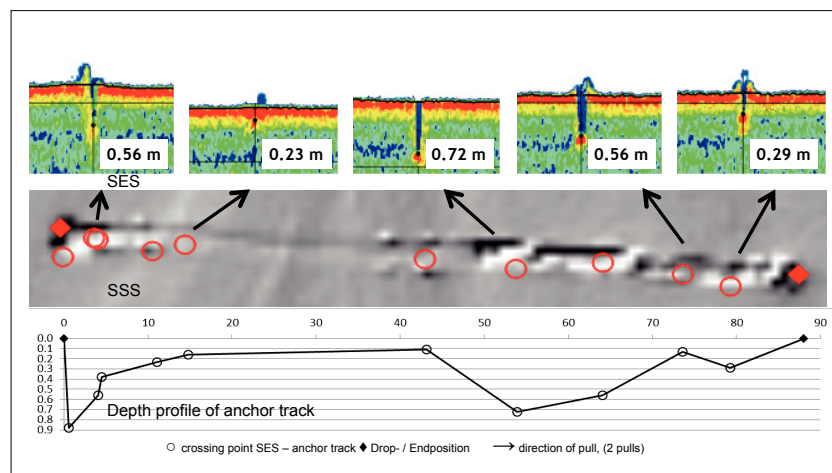 0.56 m
0.23 m
0.72 m
0.56 m
0.29 m
SES
SSS
0 10 20 30 40 50 60 70 80 90
0.0
0.1
0.2
0.3
0.4
0.5
0.6
0.7
0.8
0.9
Depth profile of anchor track
○ crossing point SES – anchor track ◆ Drop- / Endposition → direction of pull, (2 pulls)